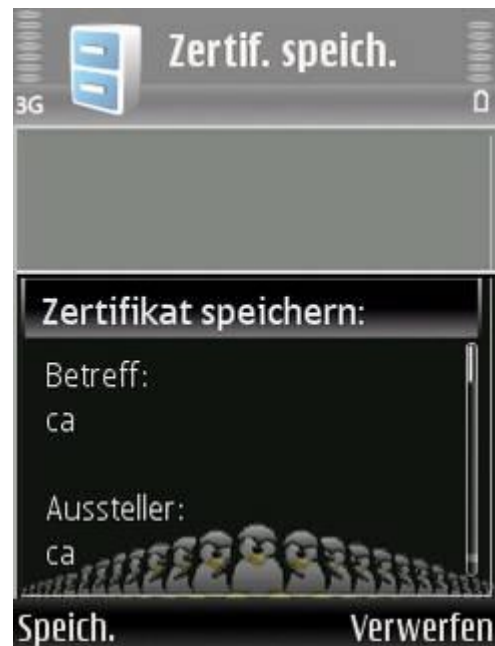 Zertif. speich.
3G
Zertifikat speichern:
Betreff:
ca
Aussteller:
ca
Speich. Verwerfen